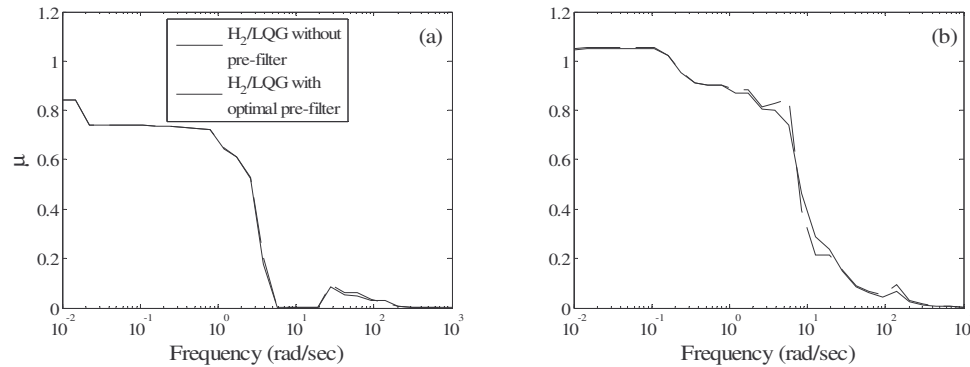 1.2
1
0.8
0.6
0.4
0.2
0
μ
H2/LQG without
pre-filter
H2/LQG with
optimal pre-filter
(a)
10-2
10-1
100
101
102
103
Frequency (rad/sec)
1.2
1
0.8
0.6
0.4
0.2
0
(b)
10-2
10-1
100
101
102
10
Frequency (rad/sec)